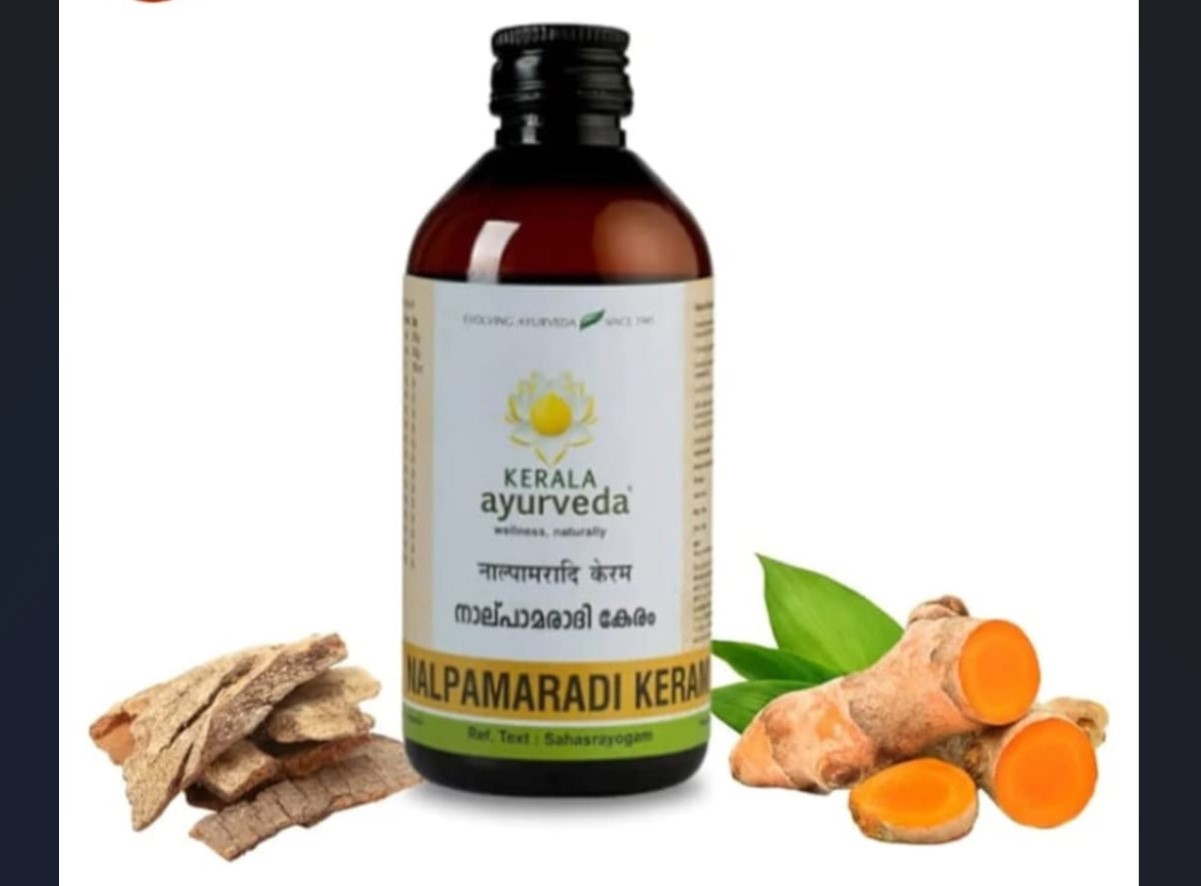 EVOLVING AYURVEDA SINCE 1945
KERALA
ayurveda
wellness, naturally
नाल्पामरादि केरम
നാല്പാമരാദി കേരം
NALPAMARADI KERAM
Ref. Text : Sahasrayogam